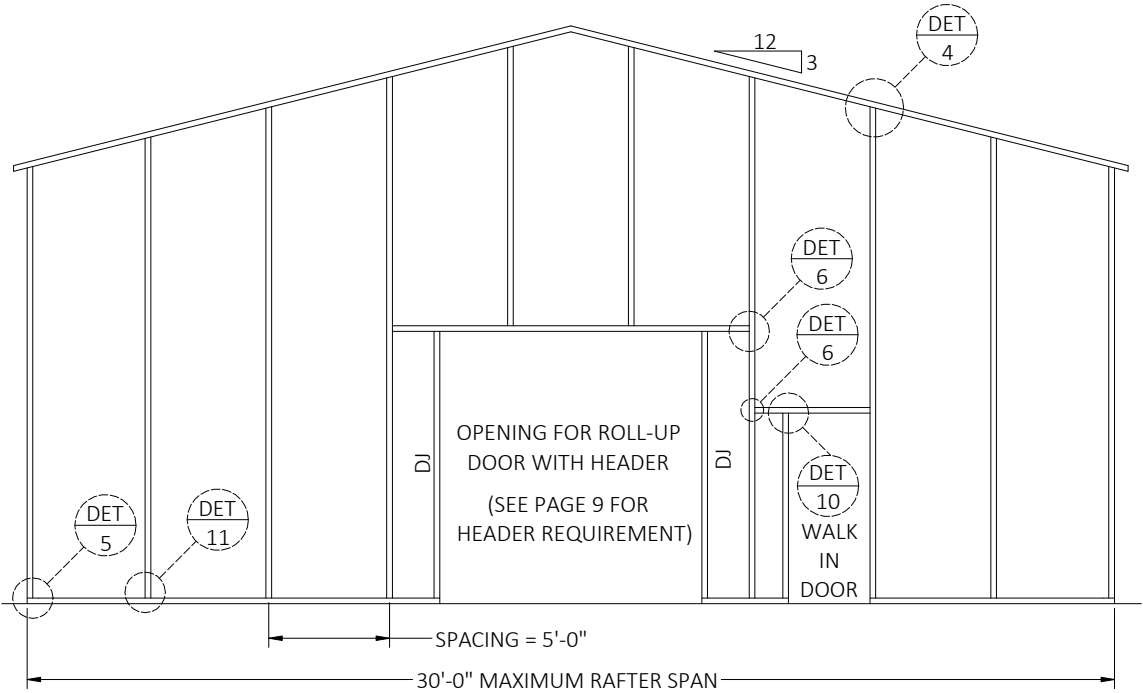 DET
4
12
3
DET
6
DET
6
OPENING FOR ROLL-UP
DOOR WITH HEADER
(SEE PAGE 9 FOR
HEADER REQUIREMENT)
DJ
DJ
DET
10
WALK
IN
DOOR
DET
5
DET
11
SPACING = 5'-0"
30'-0" MAXIMUM RAFTER SPAN